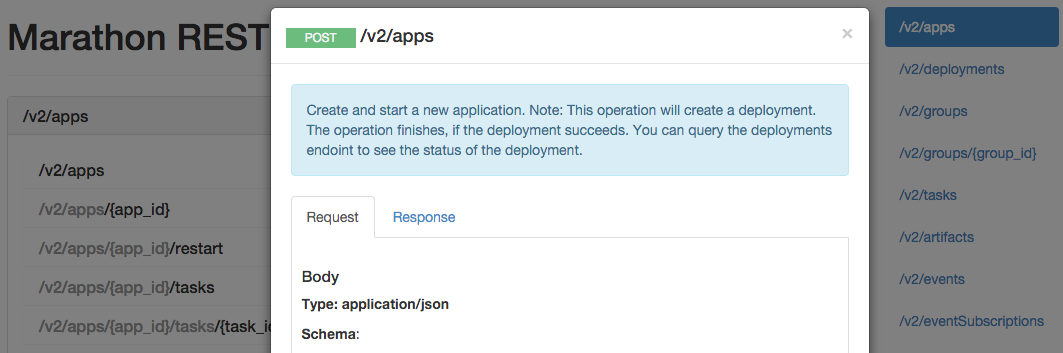 Marathon REST
/v2/apps
/v2/apps
/v2/apps/{app_id}
/v2/apps/{app_id}/restart
/v2/apps/{app_id}/tasks
/v2/apps/{app_id}/tasks/{task_id
POST /v2/apps ×
Create and start a new application. Note: This operation will create a deployment.
The operation finishes, if the deployment succeeds. You can query the deployments
endoint to see the status of the deployment.
Request Response
Body
Type: application/json
Schema:
/v2/apps
/v2/deployments
/v2/groups
/v2/groups/{group_id}
/v2/tasks
/v2/artifacts
/v2/events
/v2/eventSubscriptions